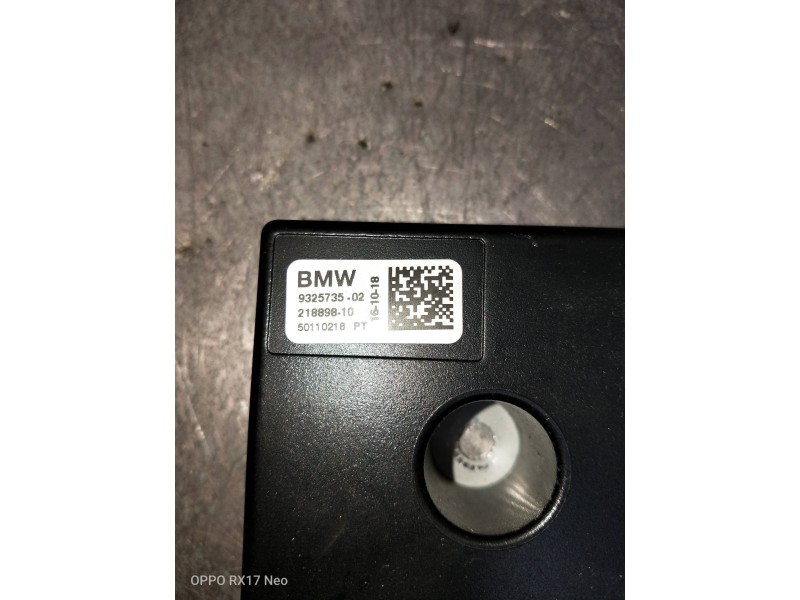 BMW
9325735-02
218898-10
50110218 PT
16-10-18
OPPO RX17 Neo